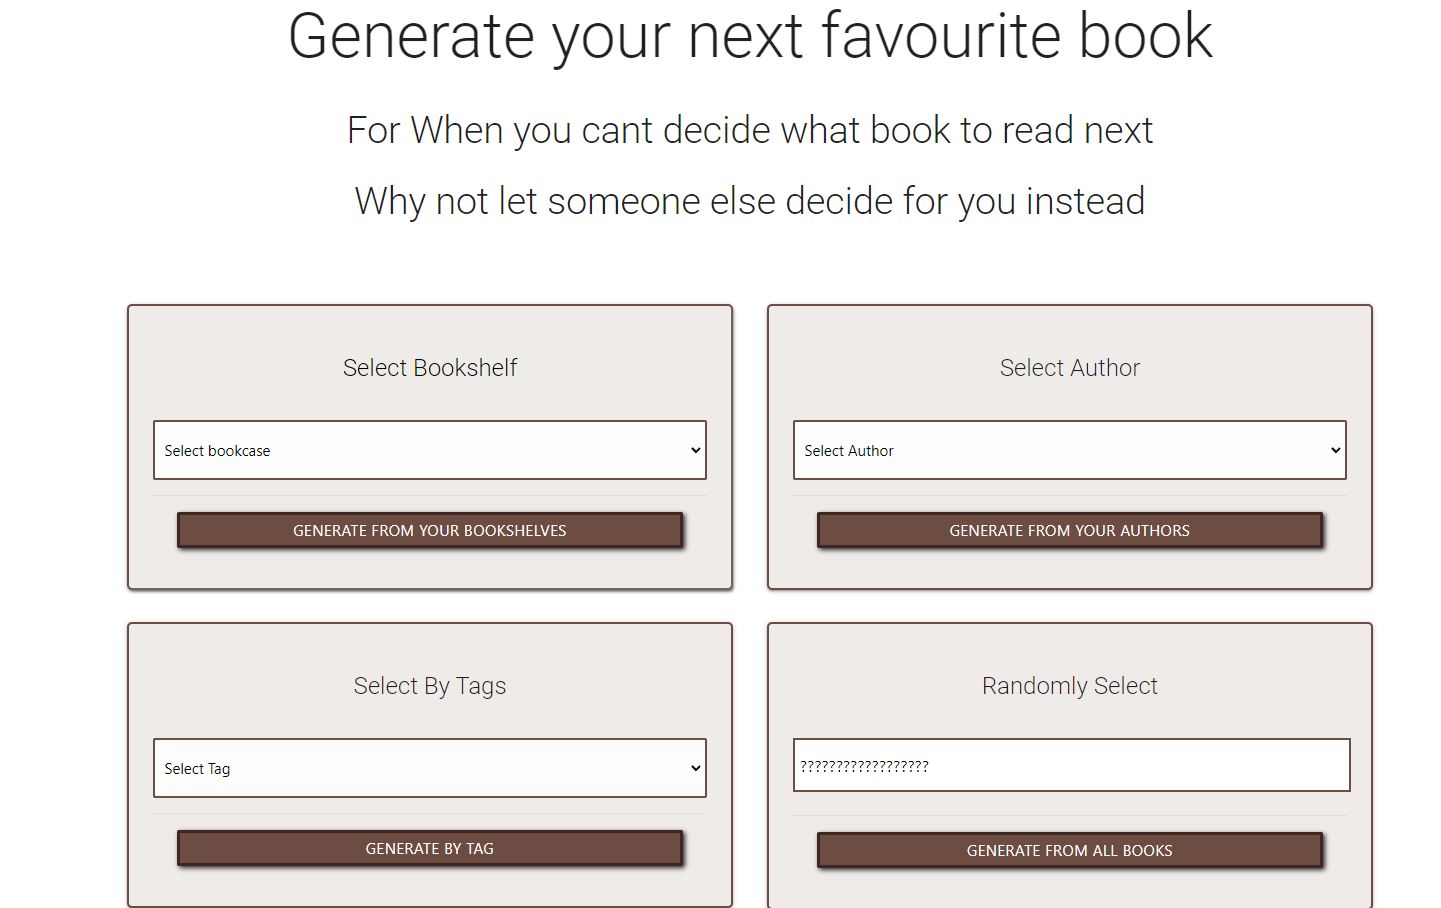 Generate your next favourite book
For When you cant decide what book to read next
Why not let someone else decide for you instead
Select Bookshelf
Select bookcase
GENERATE FROM YOUR BOOKSHELVES
Select Author
Select Author
GENERATE FROM YOUR AUTHORS
Select By Tags
Select Tag
GENERATE BY TAG
Randomly Select
??????????????????
GENERATE FROM ALL BOOKS